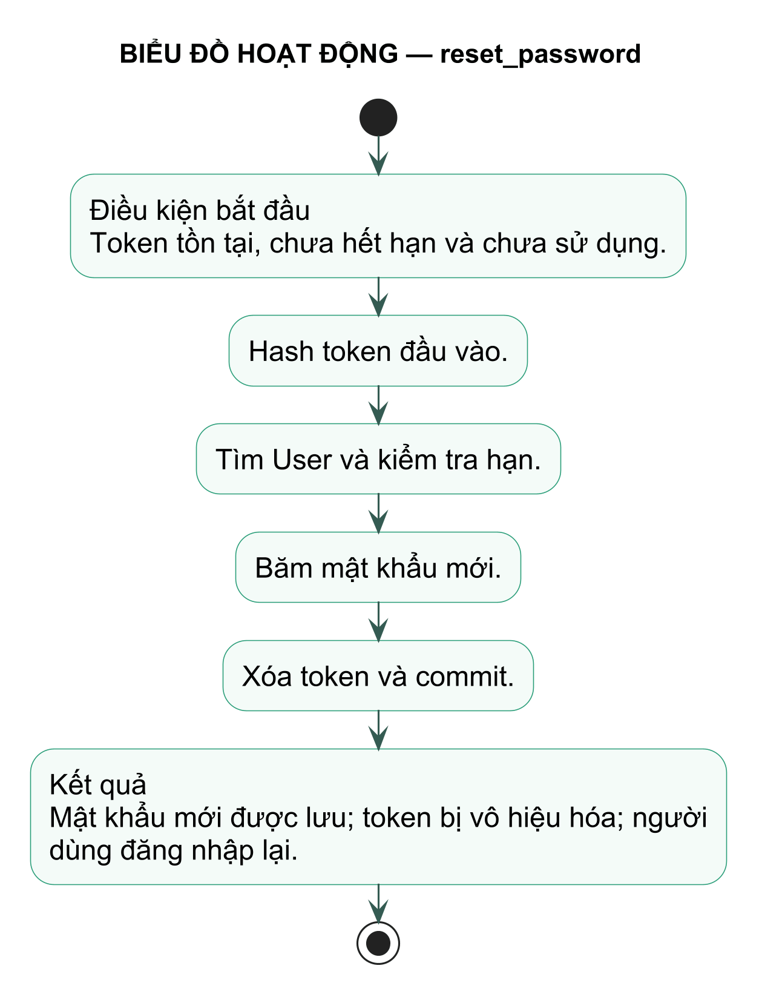 BIỂU ĐỒ HOẠT ĐỘNG — reset_password
Điều kiện bắt đầu
Token tồn tại, chưa hết hạn và chưa sử dụng.
Hash token đầu vào.
Tìm User và kiểm tra hạn.
Băm mật khẩu mới.
Xóa token và commit.
Kết quả
Mật khẩu mới được lưu; token bị vô hiệu hóa; người
dùng đăng nhập lại.